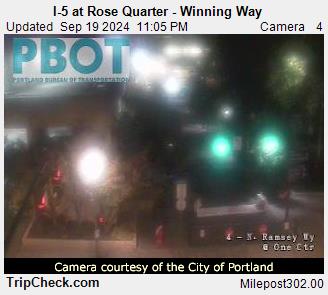 I-5 at Rose Quarter - Winning Way
Updated Sep 19 2024 11:05 PM Camera 4
PBOT
PORTLAND BUREAU OF TRANSPORTATION
4 - N. Ramsey Wy
@ One Ctr
Camera courtesy of the City of Portland
TripCheck.com Milepost302.00